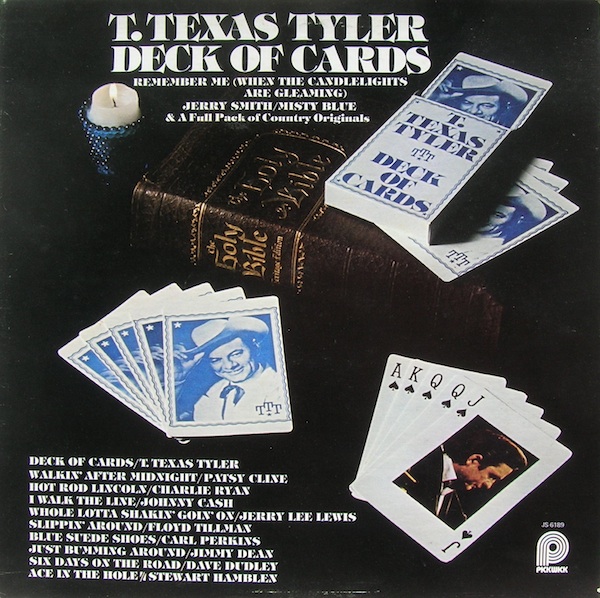 T. TEXAS TYLER
DECK OF CARDS
REMEMBER ME (WHEN THE CANDLELIGHTS
ARE GLEAMING)
JERRY SMITH/MISTY BLUE
& A Full Pack of Country Originals
T.
TEXAS
TYLER
TTT
DECK
OF
CARDS
TTT
The Holy Bible
the
Holy
Bible
Edition
TTT
A K Q Q J
J
DECK OF CARDS/T. TEXAS TYLER
WALKIN' AFTER MIDNIGHT/PATSY CLINE
HOT ROD LINCOLN/CHARLIE RYAN
I WALK THE LINE/JOHNNY CASH
WHOLE LOTTA SHAKIN' GOIN' ON/JERRY LEE LEWIS
SLIPPIN' AROUND/FLOYD TILLMAN
BLUE SUEDE SHOES/CARL PERKINS
JUST BUMMING AROUND/JIMMY DEAN
SIX DAYS ON THE ROAD/DAVE DUDLEY
ACE IN THE HOLE//STEWART HAMBLEN
JS 6189
P
PICKWICK